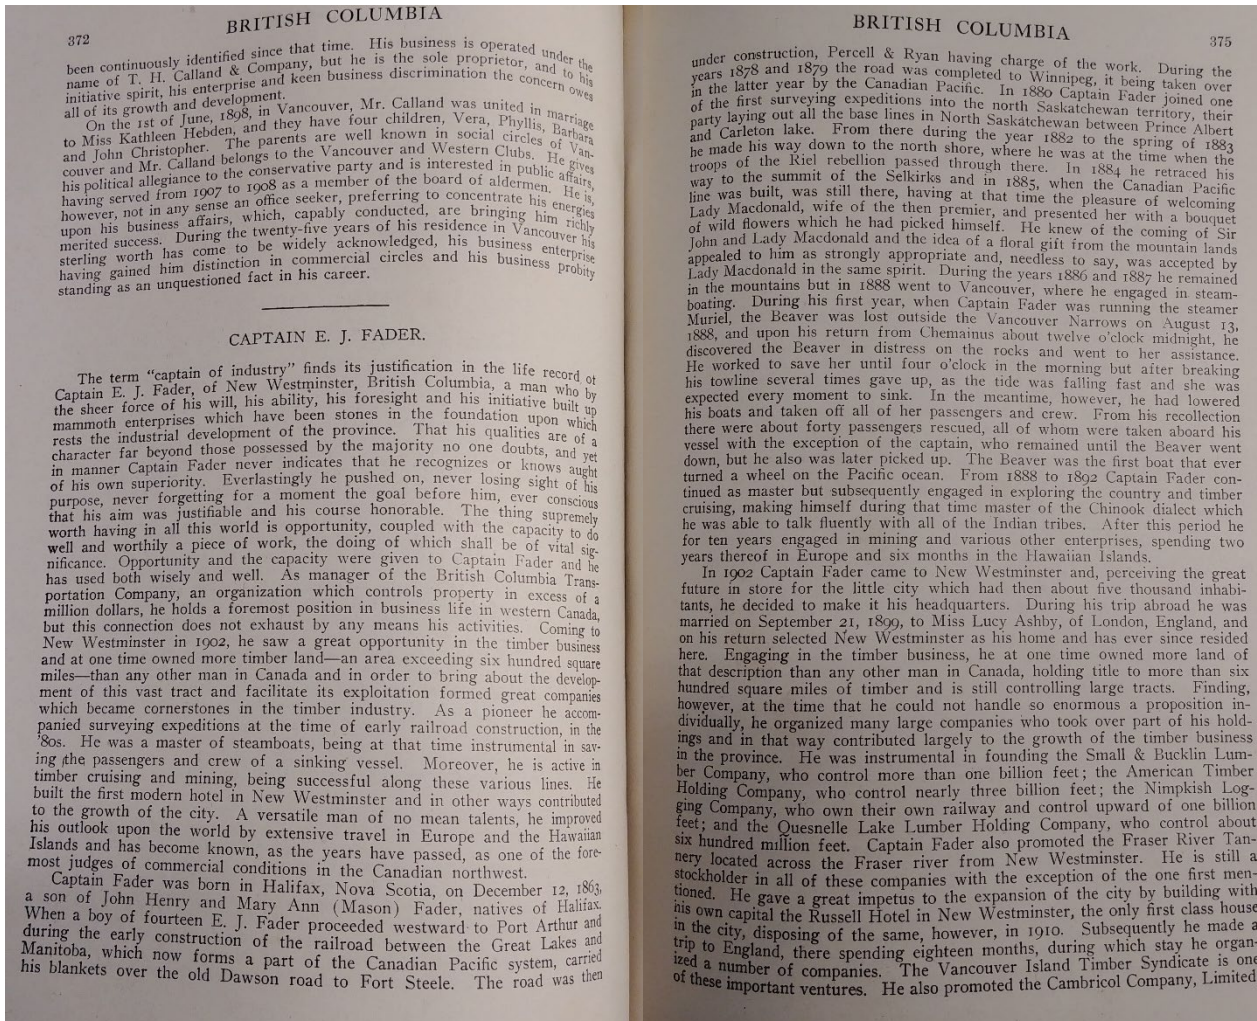 372
BRITISH COLUMBIA
been continuously identified since that time. His business is operated under the
name of T. H. Calland & Company, but he is the sole proprietor, and to his
initiative spirit, his enterprise and keen business discrimination the concern owes
all of its growth and development.
On the 1st of June, 1898, in Vancouver, Mr. Calland was united in marriage
to Miss Kathleen Hebden, and they have four children, Vera, Phyllis, Barbara
and John Christopher. The parents are well known in social circles of Van-
couver and Mr. Calland belongs to the Vancouver and Western Clubs. He gives
his political allegiance to the conservative party and is interested in public affairs,
having served from 1907 to 1908 as a member of the board of aldermen. He is,
however, not in any sense an office seeker, preferring to concentrate his energies
upon his business affairs, which, capably conducted, are bringing him richly
merited success. During the twenty-five years of his residence in Vancouver his
sterling worth has come to be widely acknowledged, his business enterprise
having gained him distinction in commercial circles and his business probity
standing as an unquestioned fact in his career.
CAPTAIN E. J. FADER.
The term "captain of industry" finds its justification in the life record of
Captain E. J. Fader, of New Westminster, British Columbia, a man who by
the sheer force of his will, his ability, his foresight and his initiative built up
mammoth enterprises which have been stones in the foundation upon which
rests the industrial development of the province. That his qualities are of a
character far beyond those possessed by the majority no one doubts, and yet
in manner Captain Fader never indicates that he recognizes or knows aught
of his own superiority. Everlastingly he pushed on, never losing sight of his
purpose, never forgetting for a moment the goal before him, ever conscious
that his aim was justifiable and his course honorable. The thing supremely
worth having in all this world is opportunity, coupled with the capacity to do
well and worthily a piece of work, the doing of which shall be of vital sig-
nificance. Opportunity and the capacity were given to Captain Fader and he
has used both wisely and well. As manager of the British Columbia Trans-
portation Company, an organization which controls property in excess of a
million dollars, he holds a foremost position in business life in western Canada,
but this connection does not exhaust by any means his activities. Coming to
New Westminster in 1902, he saw a great opportunity in the timber business
and at one time owned more timber land—an area exceeding six hundred square
miles—than any other man in Canada and in order to bring about the develop-
ment of this vast tract and facilitate its exploitation formed great companies
which became cornerstones in the timber industry. As a pioneer he accom-
panied surveying expeditions at the time of early railroad construction, in the
'80s. He was a master of steamboats, being at that time instrumental in sav-
ing the passengers and crew of a sinking vessel. Moreover, he is active in
timber cruising and mining, being successful along these various lines. He
built the first modern hotel in New Westminster and in other ways contributed
to the growth of the city. A versatile man of no mean talents, he improved
his outlook upon the world by extensive travel in Europe and the Hawaiian
Islands and has become known, as the years have passed, as one of the fore-
most judges of commercial conditions in the Canadian northwest.
Captain Fader was born in Halifax, Nova Scotia, on December 12, 1863,
a son of John Henry and Mary Ann (Mason) Fader, natives of Halifax.
When a boy of fourteen E. J. Fader proceeded westward to Port Arthur and
during the early construction of the railroad between the Great Lakes and
Manitoba, which now forms a part of the Canadian Pacific system, carried
his blankets over the old Dawson road to Fort Steele. The road was then
BRITISH COLUMBIA
375
under construction, Percell & Ryan having charge of the work. During the
years 1878 and 1879 the road was completed to Winnipeg, it being taken over
in the latter year by the Canadian Pacific. In 1880 Captain Fader joined one
of the first surveying expeditions into the north Saskatchewan territory, their
party laying out all the base lines in North Saskatchewan between Prince Albert
and Carleton lake. From there during the year 1882 to the spring of 1883
he made his way down to the north shore, where he was at the time when the
troops of the Riel rebellion passed through there. In 1884 he retraced his
way to the summit of the Selkirks and in 1885, when the Canadian Pacific
line was built, was still there, having at that time the pleasure of welcoming
Lady Macdonald, wife of the then premier, and presented her with a bouquet
of wild flowers which he had picked himself. He knew of the coming of Sir
John and Lady Macdonald and the idea of a floral gift from the mountain lands
appealed to him as strongly appropriate and, needless to say, was accepted by
Lady Macdonald in the same spirit. During the years 1886 and 1887 he remained
in the mountains but in 1888 went to Vancouver, where he engaged in steam-
boating. During his first year, when Captain Fader was running the steamer
Muriel, the Beaver was lost outside the Vancouver Narrows on August 13,
1888, and upon his return from Chemainus about twelve o'clock midnight, he
discovered the Beaver in distress on the rocks and went to her assistance.
He worked to save her until four o'clock in the morning but after breaking
his towline several times gave up, as the tide was falling fast and she was
expected every moment to sink. In the meantime, however, he had lowered
his boats and taken off all of her passengers and crew. From his recollection
there were about forty passengers rescued, all of whom were taken aboard his
vessel with the exception of the captain, who remained until the Beaver went
down, but he also was later picked up. The Beaver was the first boat that ever
turned a wheel on the Pacific ocean. From 1888 to 1892 Captain Fader con-
tinued as master but subsequently engaged in exploring the country and timber
cruising, making himself during that time master of the Chinook dialect which
he was able to talk fluently with all of the Indian tribes. After this period he
for ten years engaged in mining and various other enterprises, spending two
years thereof in Europe and six months in the Hawaiian Islands.
In 1902 Captain Fader came to New Westminster and, perceiving the great
future in store for the little city which had then about five thousand inhabi-
tants, he decided to make it his headquarters. During his trip abroad he was
married on September 21, 1899, to Miss Lucy Ashby, of London, England, and
on his return selected New Westminster as his home and has ever since resided
here. Engaging in the timber business, he at one time owned more land of
that description than any other man in Canada, holding title to more than six
hundred square miles of timber and is still controlling large tracts. Finding,
however, at the time that he could not handle so enormous a proposition in-
dividually, he organized many large companies who took over part of his hold-
ings and in that way contributed largely to the growth of the timber business
in the province. He was instrumental in founding the Small & Bucklin Lum-
ber Company, who control more than one billion feet; the American Timber
Holding Company, who control nearly three billion feet; the Nimpkish Log-
ging Company, who own their own railway and control upward of one billion
feet; and the Quesnelle Lake Lumber Holding Company, who control about
six hundred million feet. Captain Fader also promoted the Fraser River Tan-
nery located across the Fraser river from New Westminster. He is still a
stockholder in all of these companies with the exception of the one first men-
tioned. He gave a great impetus to the expansion of the city by building with
his own capital the Russell Hotel in New Westminster, the only first class house
in the city, disposing of the same, however, in 1910. Subsequently he made a
trip to England, there spending eighteen months, during which stay he organ-
ized a number of companies. The Vancouver Island Timber Syndicate is one
of these important ventures. He also promoted the Cambricol Company, Limited